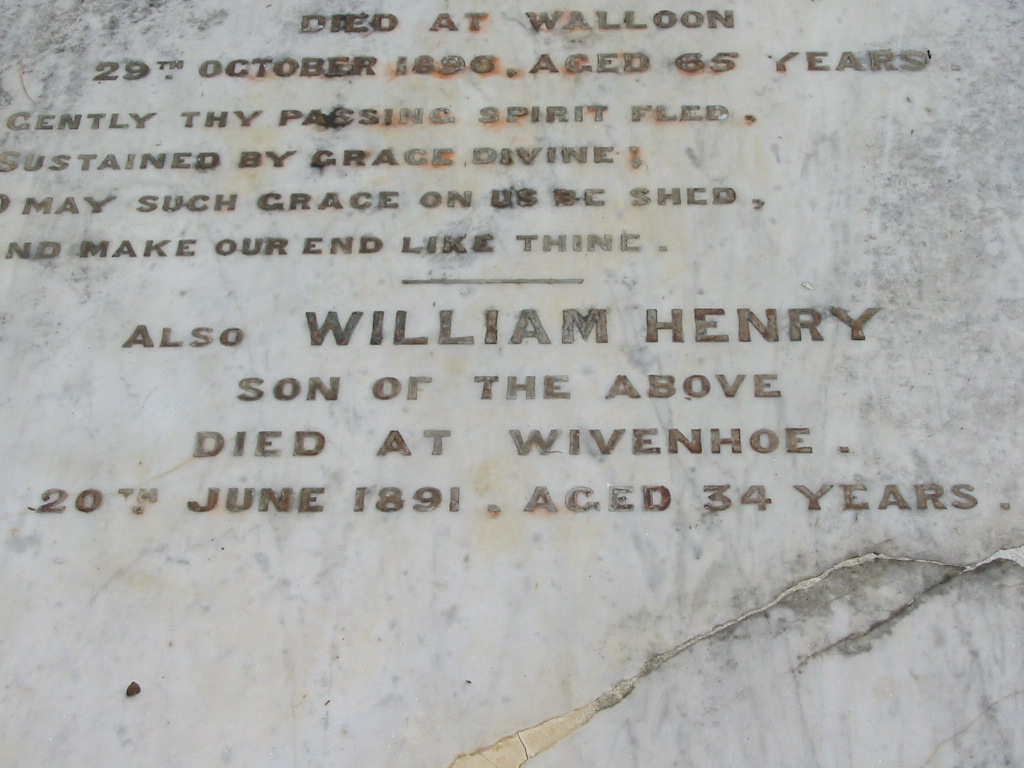 DIED AT WALLOON
29TH OCTOBER 1896, AGED 65 YEARS.
GENTLY THY PASSING SPIRIT FLED,
SUSTAINED BY GRACE DIVINE;
O MAY SUCH GRACE ON US BE SHED,
AND MAKE OUR END LIKE THINE.
ALSO WILLIAM HENRY
SON OF THE ABOVE
DIED AT WIVENHOE.
20TH JUNE 1891, AGED 34 YEARS.